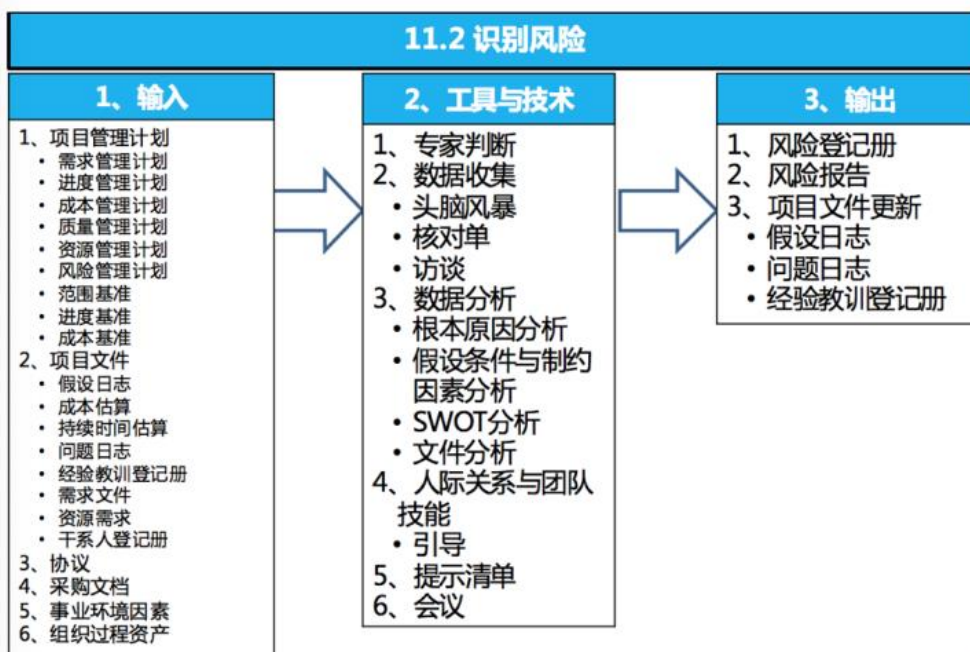 11.2 识别风险
1、输入
1、项目管理计划
• 需求管理计划
• 进度管理计划
• 成本管理计划
• 质量管理计划
• 资源管理计划
• 风险管理计划
• 范围基准
• 进度基准
• 成本基准
2、项目文件
• 假设日志
• 成本估算
• 持续时间估算
• 问题日志
• 经验教训登记册
• 需求文件
• 资源需求
• 干系人登记册
3、协议
4、采购文档
5、事业环境因素
6、组织过程资产
2、工具与技术
1、专家判断
2、数据收集
• 头脑风暴
• 核对单
• 访谈
3、数据分析
• 根本原因分析
• 假设条件与制约
因素分析
• SWOT分析
• 文件分析
4、人际关系与团队
技能
• 引导
5、提示清单
6、会议
3、输出
1、风险登记册
2、风险报告
3、项目文件更新
• 假设日志
• 问题日志
• 经验教训登记册